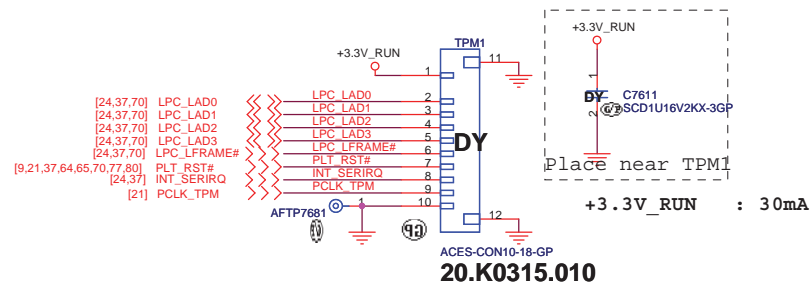 +3.3V_RUN
TPM1
+3.3V_RUN
1
11
[24,37,70] LPC_LAD0 LPC_LAD0 2
[24,37,70] LPC_LAD1 LPC_LAD1 3
[24,37,70] LPC_LAD2 LPC_LAD2 4
[24,37,70] LPC_LAD3 LPC_LAD3 5
[24,37,70] LPC_LFRAME# LPC_LFRAME# 6
[9,21,37,64,65,70,77,80] PLT_RST# PLT_RST# 7
[24,37] INT_SERIRQ INT_SERIRQ 8
[21] PCLK_TPM PCLK_TPM 9
AFTP7681 1 10
12
DY
ACES-CON10-18-GP
20.K0315.010
1
DY
C7611
SCD1U16V2KX-3GP
2
Place near TPM1
+3.3V_RUN : 30mA